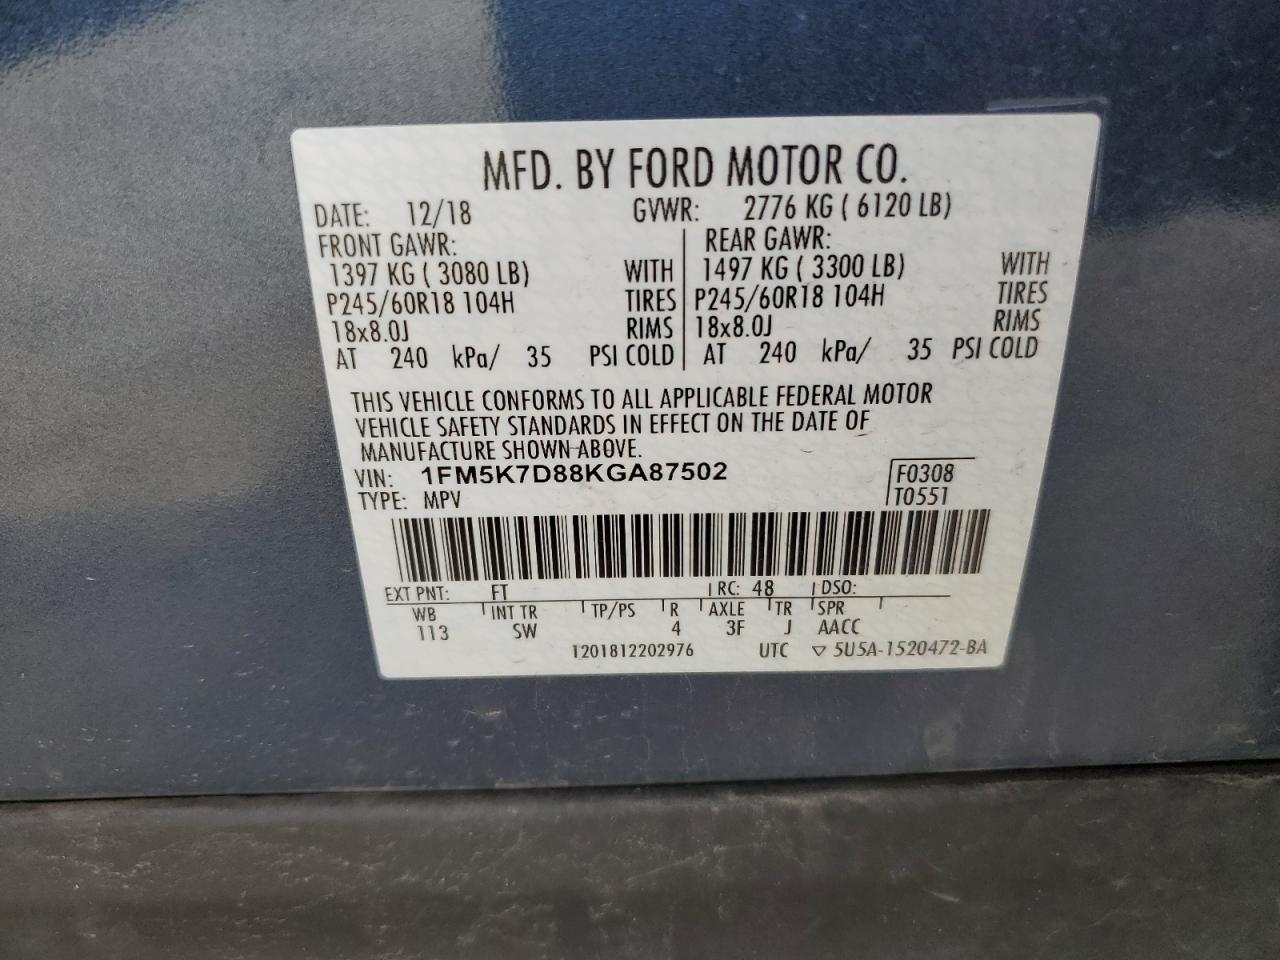 MFD. BY FORD MOTOR CO.
DATE: 12/18 GVWR: 2776 KG ( 6120 LB)
FRONT GAWR: REAR GAWR:
1397 KG ( 3080 LB) WITH 1497 KG ( 3300 LB) WITH
P245/60R18 104H TIRES P245/60R18 104H TIRES
18x8.0J RIMS 18x8.0J RIMS
AT 240 kPa/ 35 PSI COLD AT 240 kPa/ 35 PSI COLD
THIS VEHICLE CONFORMS TO ALL APPLICABLE FEDERAL MOTOR
VEHICLE SAFETY STANDARDS IN EFFECT ON THE DATE OF
MANUFACTURE SHOWN ABOVE.
VIN: 1FM5K7D88KGA87502 F0308
TYPE: MPV T0551
EXT PNT: FT RC: 48 DSO:
WB INT TR TP/PS R AXLE TR SPR
113 SW 4 3F J AACC
1201812202976 UTC ▽ 5U5A-1520472-BA